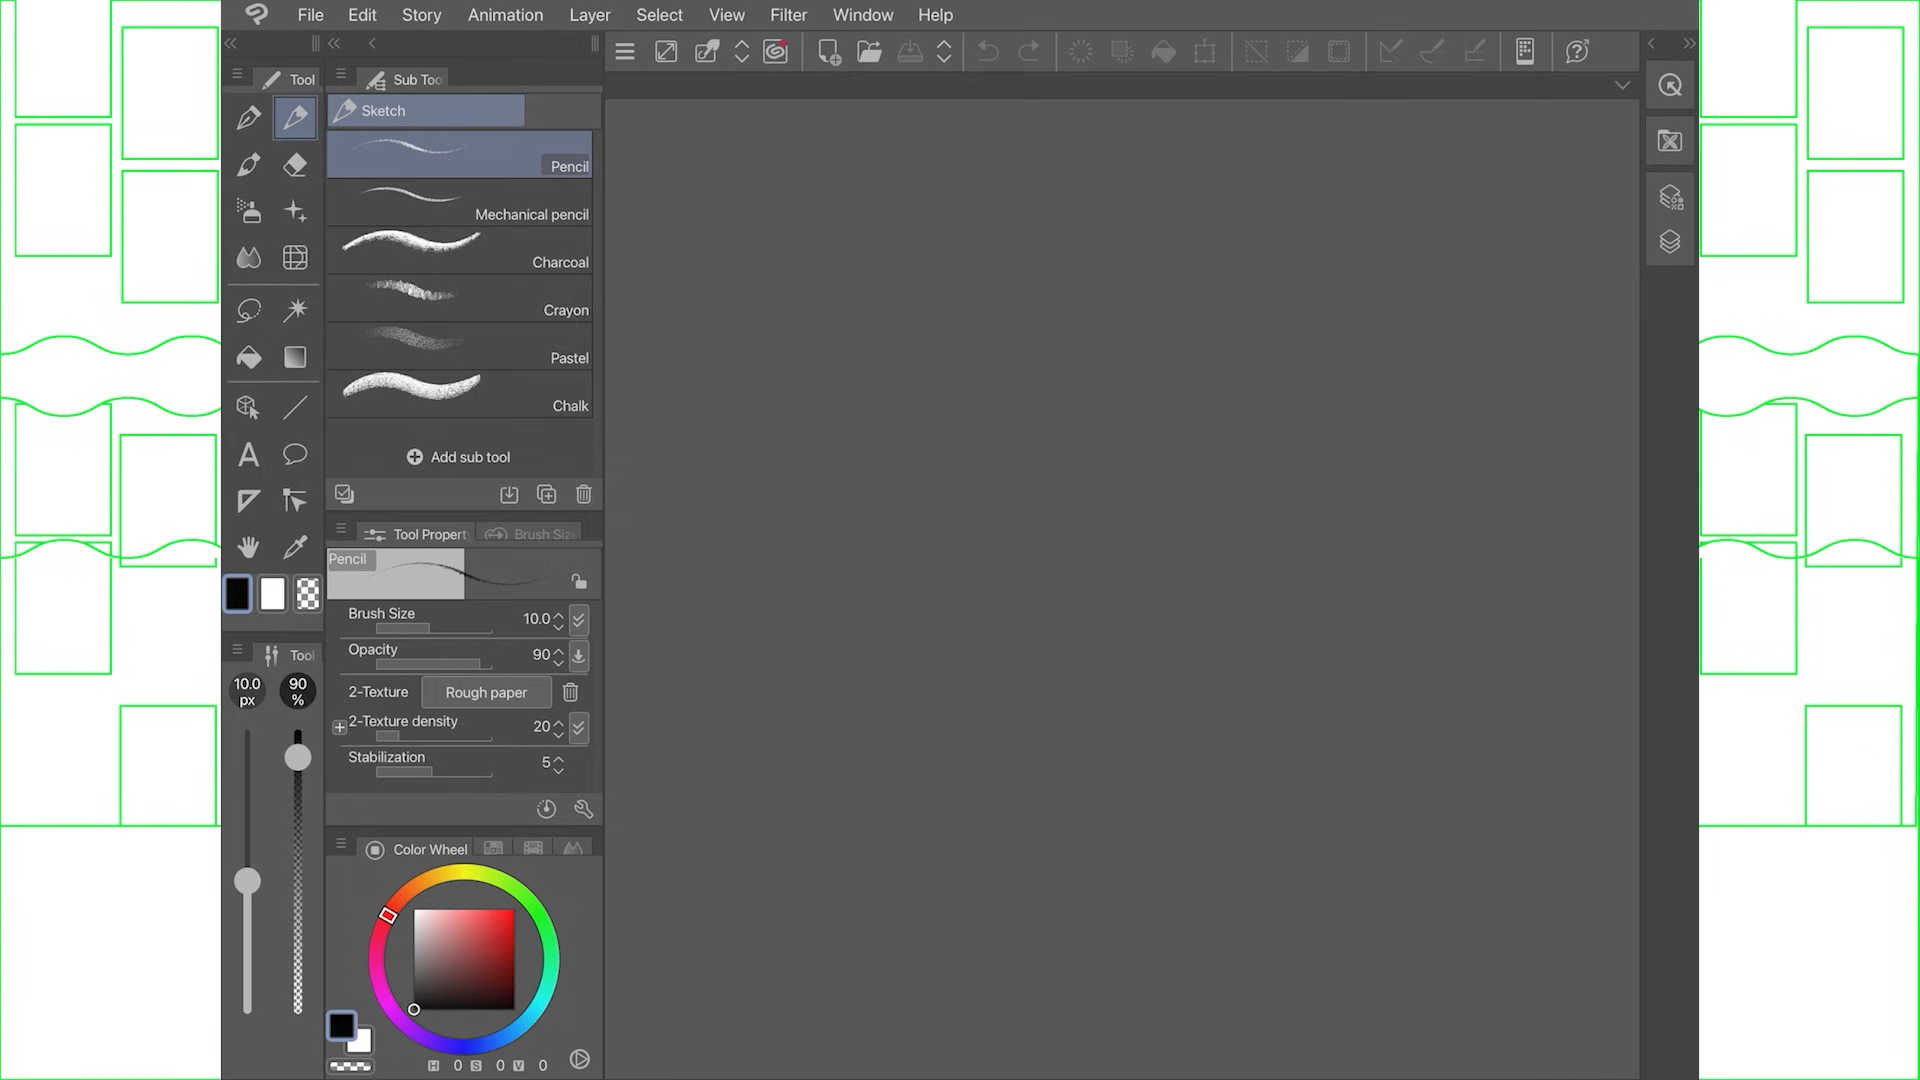 File Edit Story Animation Layer Select View Filter Window Help
Tool
Sub Too
Sketch
Pencil
Mechanical pencil
Charcoal
Crayon
Pastel
Chalk
Add sub tool
Tool Propert
Brush Size
Pencil
Brush Size 10.0
Opacity 90
2-Texture Rough paper
2-Texture density 20
Stabilization 5
Tool
10.0 px
90 %
Color Wheel
H 0 S 0 V 0